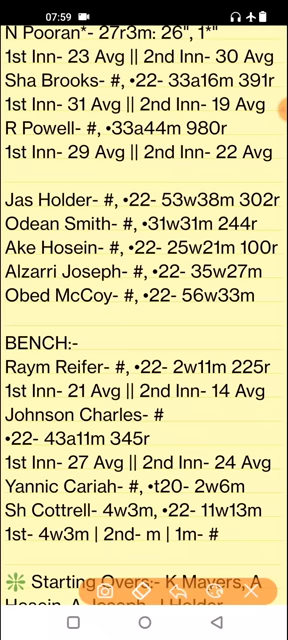 07:59
N Pooran*- 27r3m: 26", 1*"
1st Inn- 23 Avg || 2nd Inn- 30 Avg
Sha Brooks- #, •22- 33a16m 391r
1st Inn- 31 Avg || 2nd Inn- 19 Avg
R Powell- #, •33a44m 980r
1st Inn- 29 Avg || 2nd Inn- 22 Avg
Jas Holder- #, •22- 53w38m 302r
Odean Smith- #, •31w31m 244r
Ake Hosein- #, •22- 25w21m 100r
Alzarri Joseph- #, •22- 35w27m
Obed McCoy- #, •22- 56w33m
BENCH:-
Raym Reifer- #, •22- 2w11m 225r
1st Inn- 21 Avg || 2nd Inn- 14 Avg
Johnson Charles- #
•22- 43a11m 345r
1st Inn- 27 Avg || 2nd Inn- 24 Avg
Yannic Cariah- #, •t20- 2w6m
Sh Cottrell- 4w3m, •22- 11w13m
1st- 4w3m | 2nd- m | 1m- #
Starting Overs:- K Mayers, A
Hosein, A Joseph, J Holder